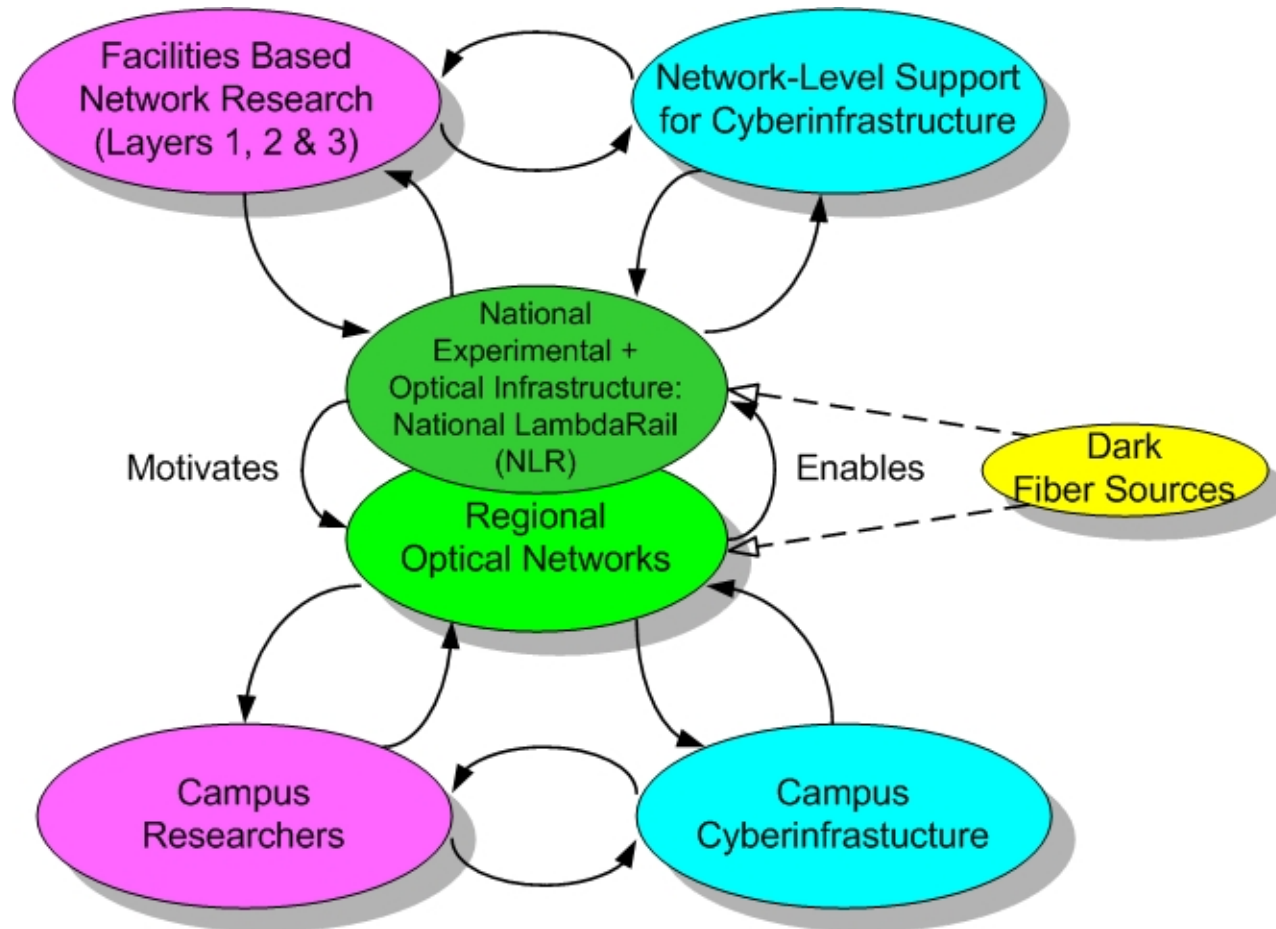 Facilities Based
Network Research
(Layers 1, 2 & 3)
Network-Level Support
for Cyberinfrastructure
National
Experimental +
Optical Infrastructure:
National LambdaRail
(NLR)
Motivates
Enables
Dark
Fiber Sources
Regional
Optical Networks
Campus
Researchers
Campus
Cyberinfrastucture